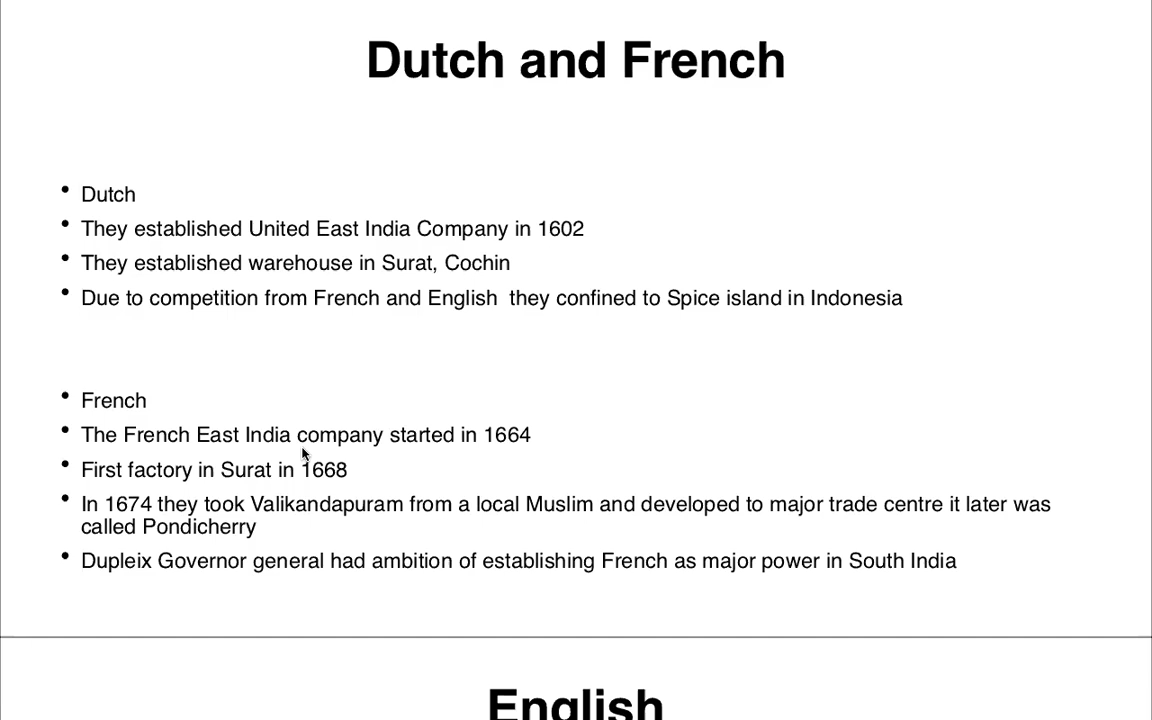 Dutch and French
• Dutch
• They established United East India Company in 1602
• They established warehouse in Surat, Cochin
• Due to competition from French and English  they confined to Spice island in Indonesia
• French
• The French East India company started in 1664
• First factory in Surat in 1668
• In 1674 they took Valikandapuram from a local Muslim and developed to major trade centre it later was
called Pondicherry
• Dupleix Governor general had ambition of establishing French as major power in South India
English